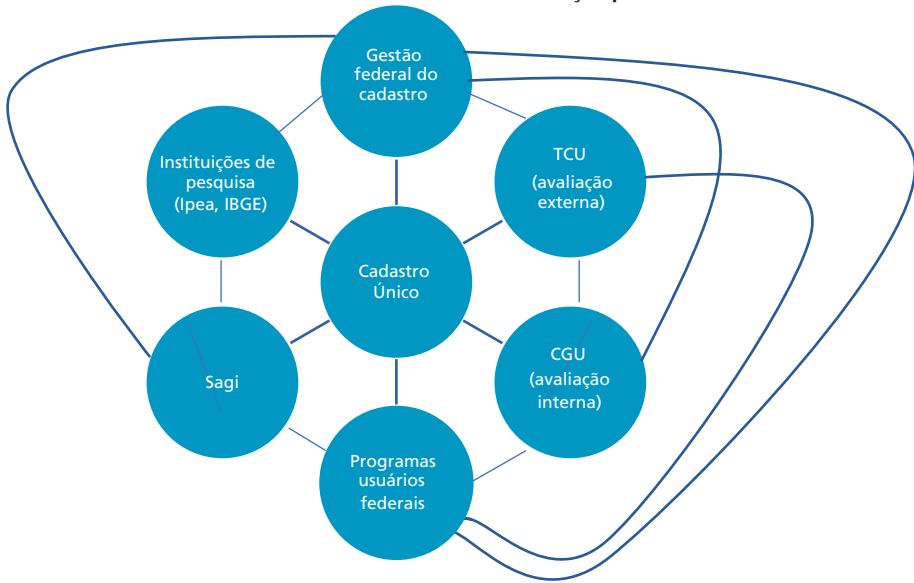 Gestão
federal do
cadastro
Instituições de
pesquisa
(Ipea, IBGE)
TCU
(avaliação
externa)
Cadastro
Único
Sagi
CGU
(avaliação
interna)
Programas
usuários
federais